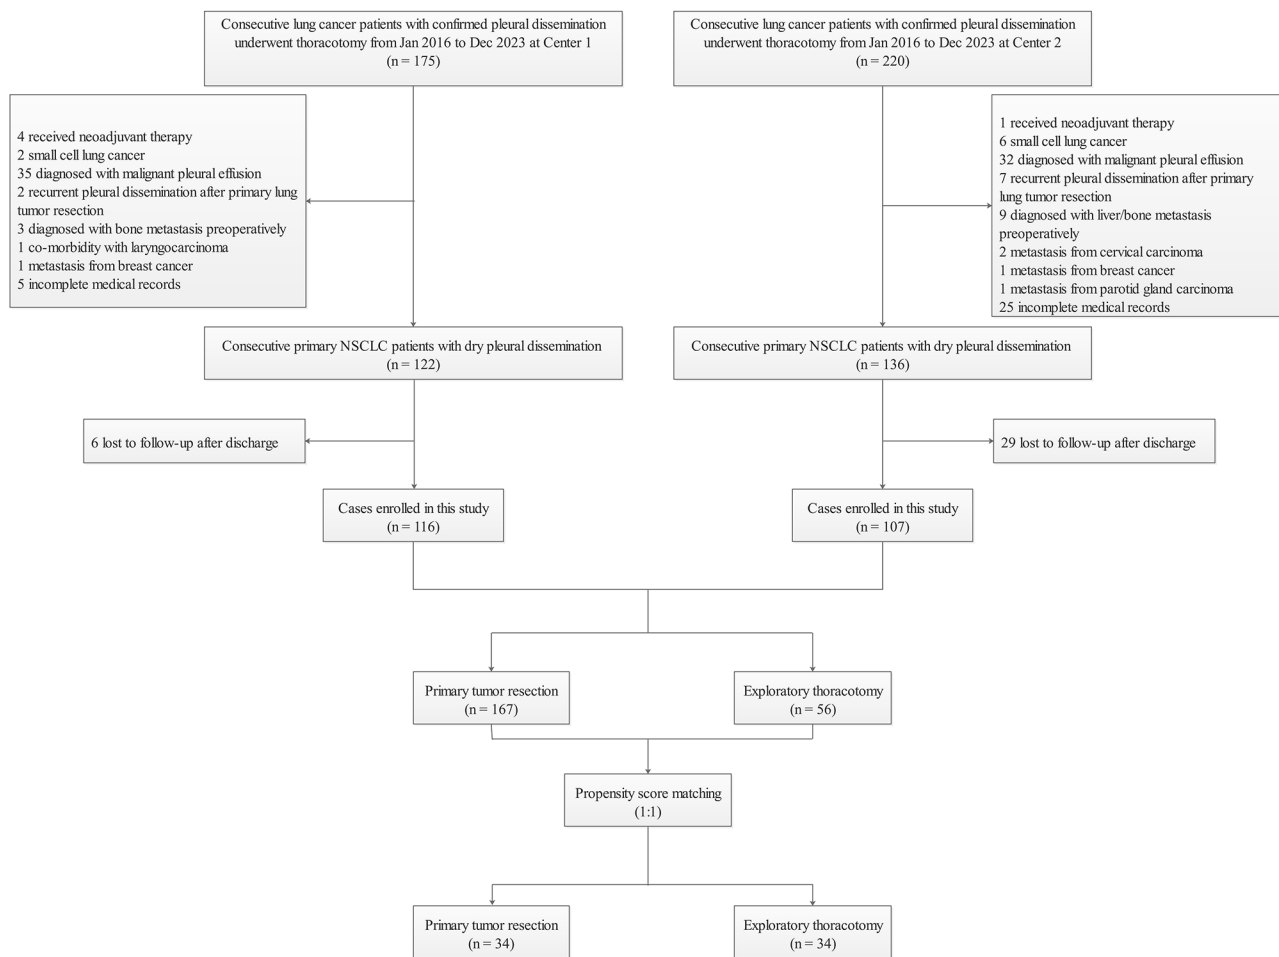 Consecutive lung cancer patients with confirmed pleural dissemination
underwent thoracotomy from Jan 2016 to Dec 2023 at Center 1
(n = 175)
Consecutive lung cancer patients with confirmed pleural dissemination
underwent thoracotomy from Jan 2016 to Dec 2023 at Center 2
(n = 220)
4 received neoadjuvant therapy
2 small cell lung cancer
35 diagnosed with malignant pleural effusion
2 recurrent pleural dissemination after primary lung
tumor resection
3 diagnosed with bone metastasis preoperatively
1 co-morbidity with laryngocarcinoma
1 metastasis from breast cancer
5 incomplete medical records
1 received neoadjuvant therapy
6 small cell lung cancer
32 diagnosed with malignant pleural effusion
7 recurrent pleural dissemination after primary
lung tumor resection
9 diagnosed with liver/bone metastasis
preoperatively
2 metastasis from cervical carcinoma
1 metastasis from breast cancer
1 metastasis from parotid gland carcinoma
25 incomplete medical records
Consecutive primary NSCLC patients with dry pleural dissemination
(n = 122)
Consecutive primary NSCLC patients with dry pleural dissemination
(n = 136)
6 lost to follow-up after discharge
29 lost to follow-up after discharge
Cases enrolled in this study
(n = 116)
Cases enrolled in this study
(n = 107)
Primary tumor resection
(n = 167)
Exploratory thoracotomy
(n = 56)
Propensity score matching
(1:1)
Primary tumor resection
(n = 34)
Exploratory thoracotomy
(n = 34)